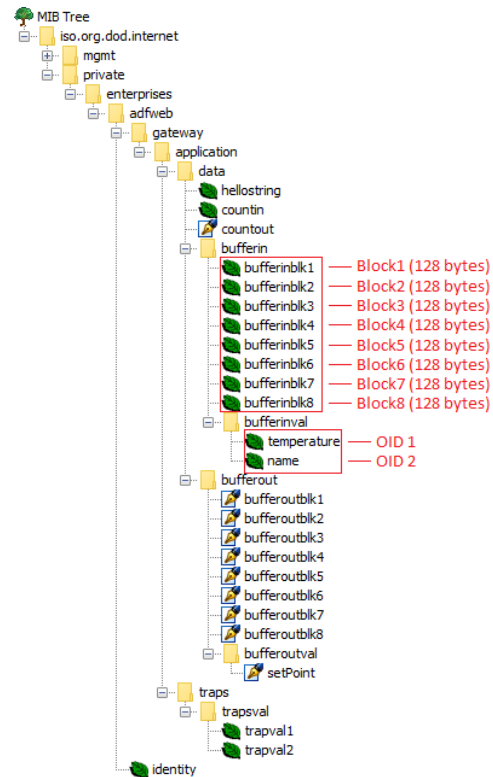 MIB Tree
iso.org.dod.internet
mgmt
private
enterprises
adfweb
gateway
application
data
hellostring
countin
countout
bufferin
bufferinblk1 Block1 (128 bytes)
bufferinblk2 Block2 (128 bytes)
bufferinblk3 Block3 (128 bytes)
bufferinblk4 Block4 (128 bytes)
bufferinblk5 Block5 (128 bytes)
bufferinblk6 Block6 (128 bytes)
bufferinblk7 Block7 (128 bytes)
bufferinblk8 Block8 (128 bytes)
bufferinval
temperature OID 1
name OID 2
bufferout
bufferoutblk1
bufferoutblk2
bufferoutblk3
bufferoutblk4
bufferoutblk5
bufferoutblk6
bufferoutblk7
bufferoutblk8
bufferoutval
setPoint
traps
trapsval
trapval1
trapval2
identity